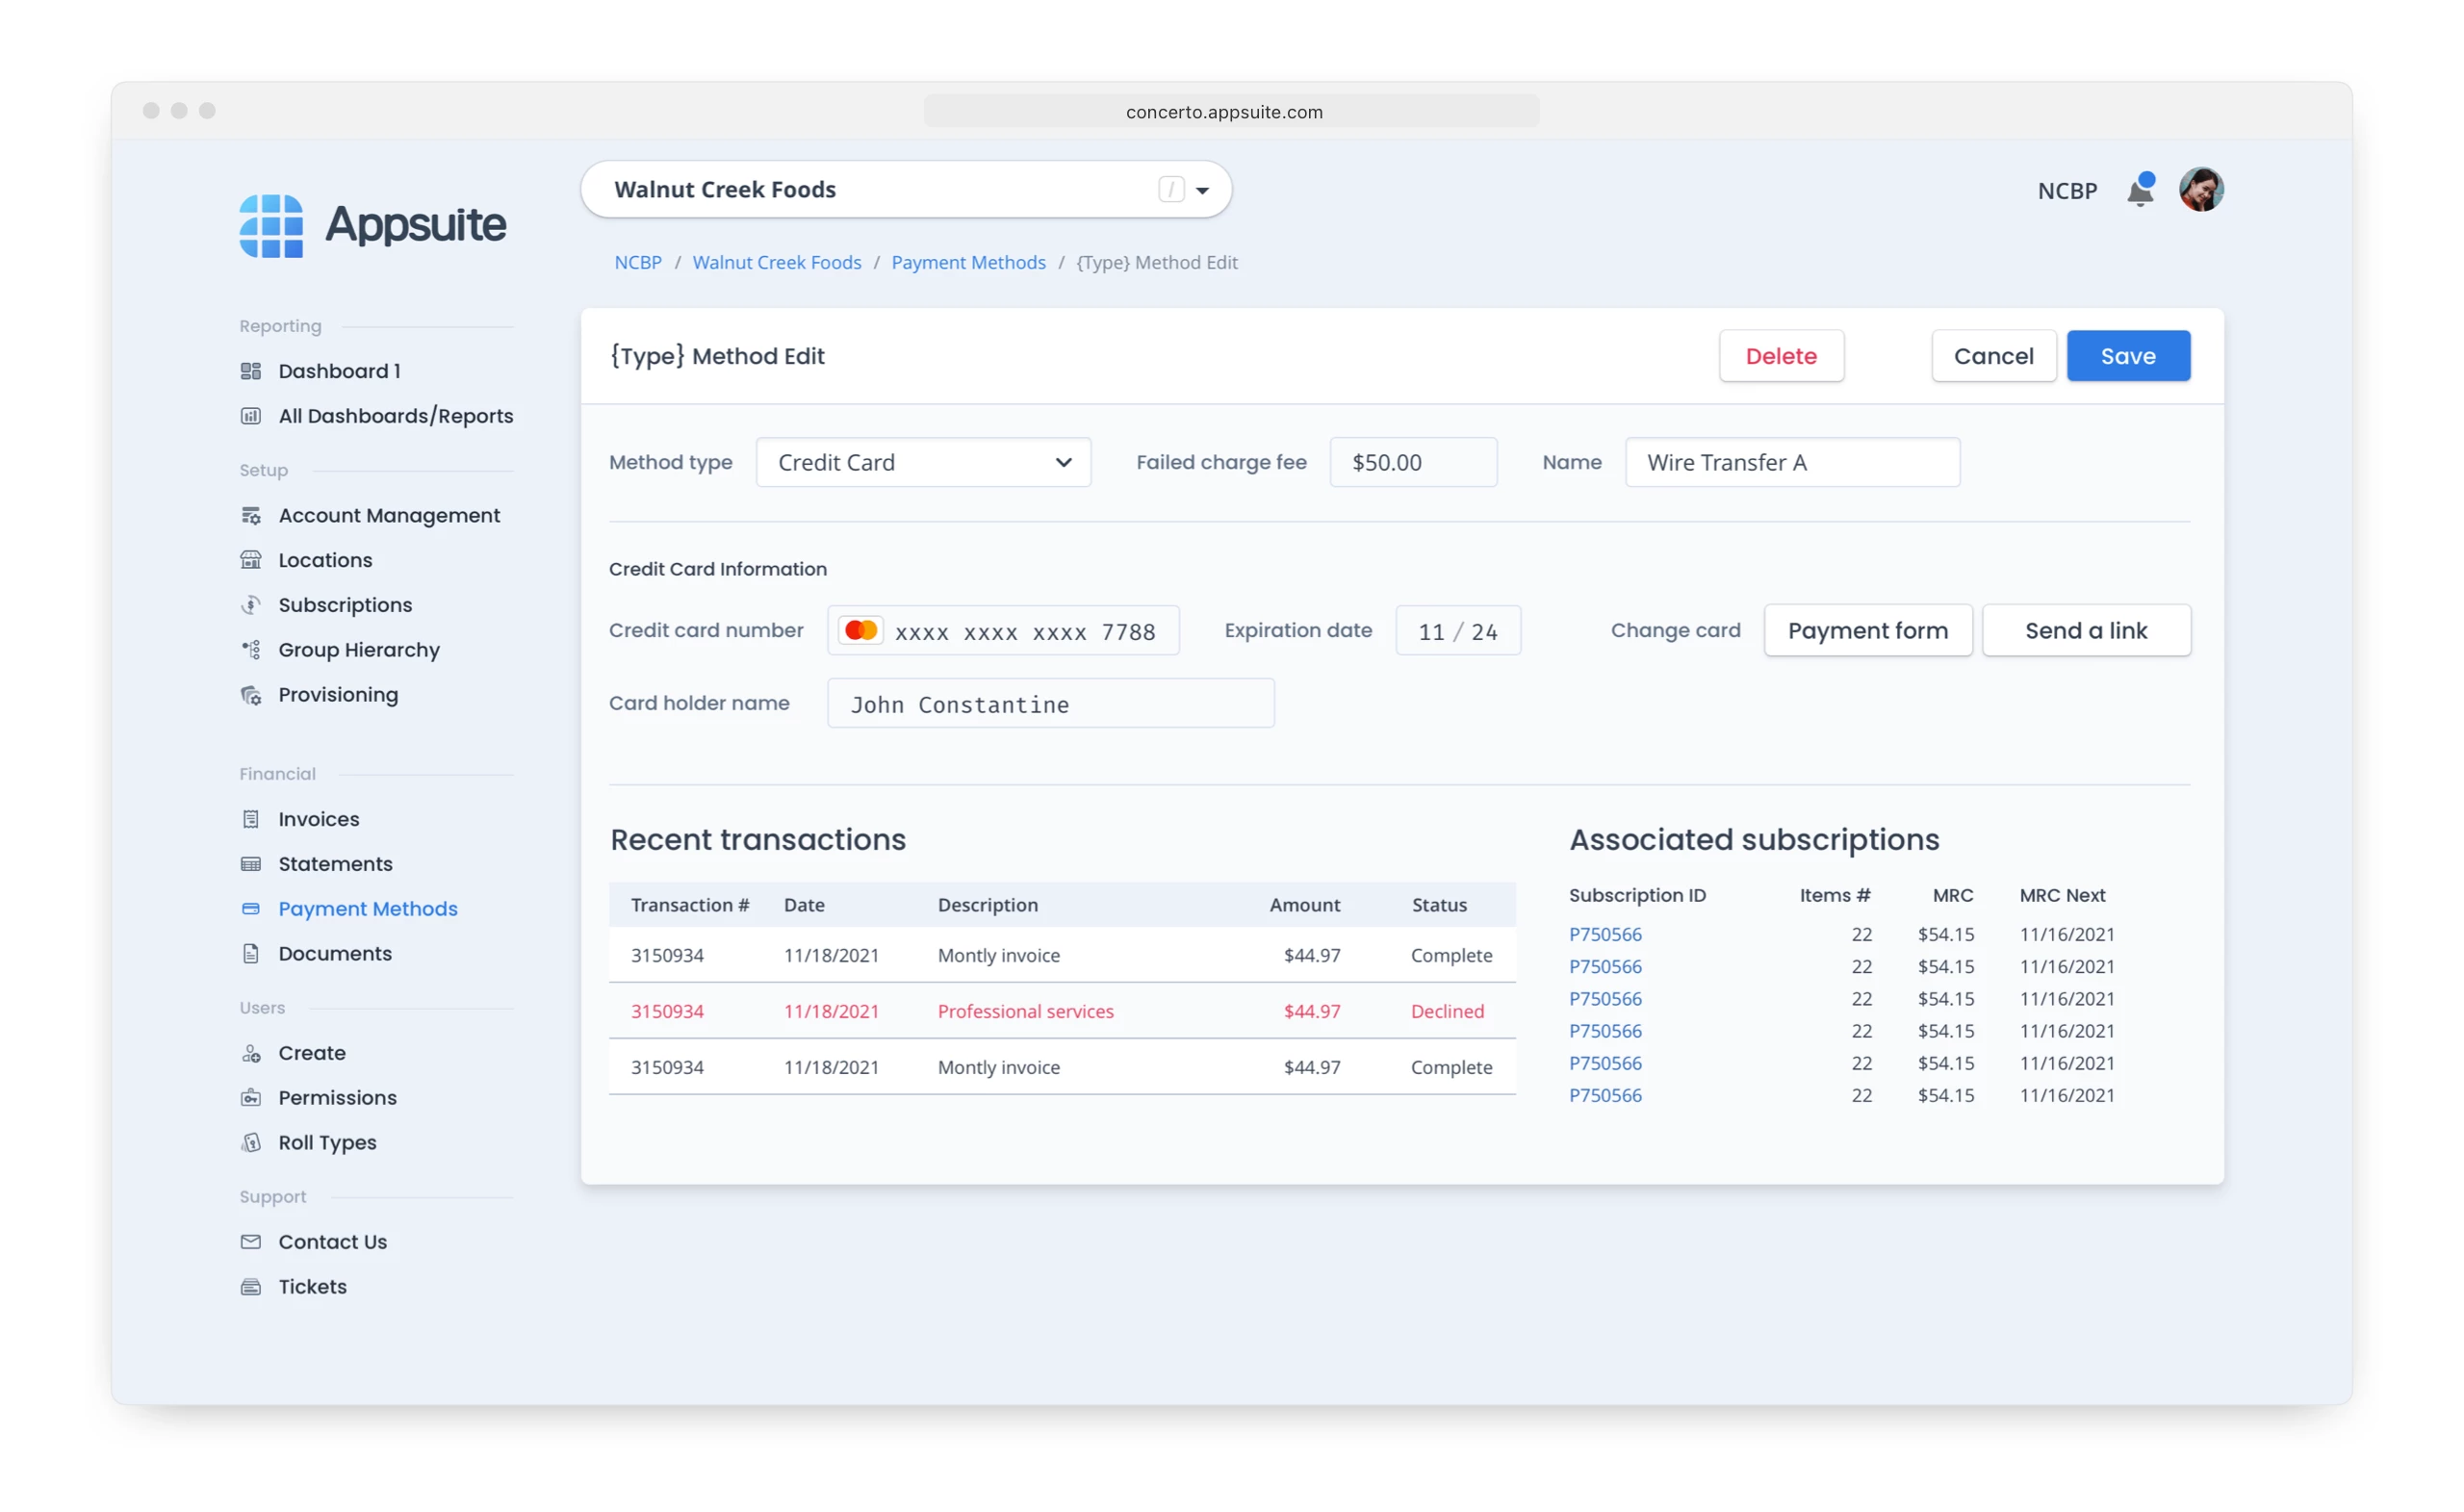 concerto.appsuite.com
Appsuite
Walnut Creek Foods /
NCBP
NCBP / Walnut Creek Foods / Payment Methods / {Type} Method Edit
Reporting
Dashboard 1
All Dashboards/Reports
Setup
Account Management
Locations
Subscriptions
Group Hierarchy
Provisioning
Financial
Invoices
Statements
Payment Methods
Documents
Users
Create
Permissions
Roll Types
Support
Contact Us
Tickets
{Type} Method Edit Delete Cancel Save
Method type Credit Card Failed charge fee $50.00 Name Wire Transfer A
Credit Card Information
Credit card number xxxx xxxx xxxx 7788 Expiration date 11 / 24 Change card Payment form Send a link
Card holder name John Constantine
Recent transactions
Transaction # Date Description Amount Status
3150934 11/18/2021 Montly invoice $44.97 Complete
3150934 11/18/2021 Professional services $44.97 Declined
3150934 11/18/2021 Montly invoice $44.97 Complete
Associated subscriptions
Subscription ID Items # MRC MRC Next
P750566 22 $54.15 11/16/2021
P750566 22 $54.15 11/16/2021
P750566 22 $54.15 11/16/2021
P750566 22 $54.15 11/16/2021
P750566 22 $54.15 11/16/2021
P750566 22 $54.15 11/16/2021